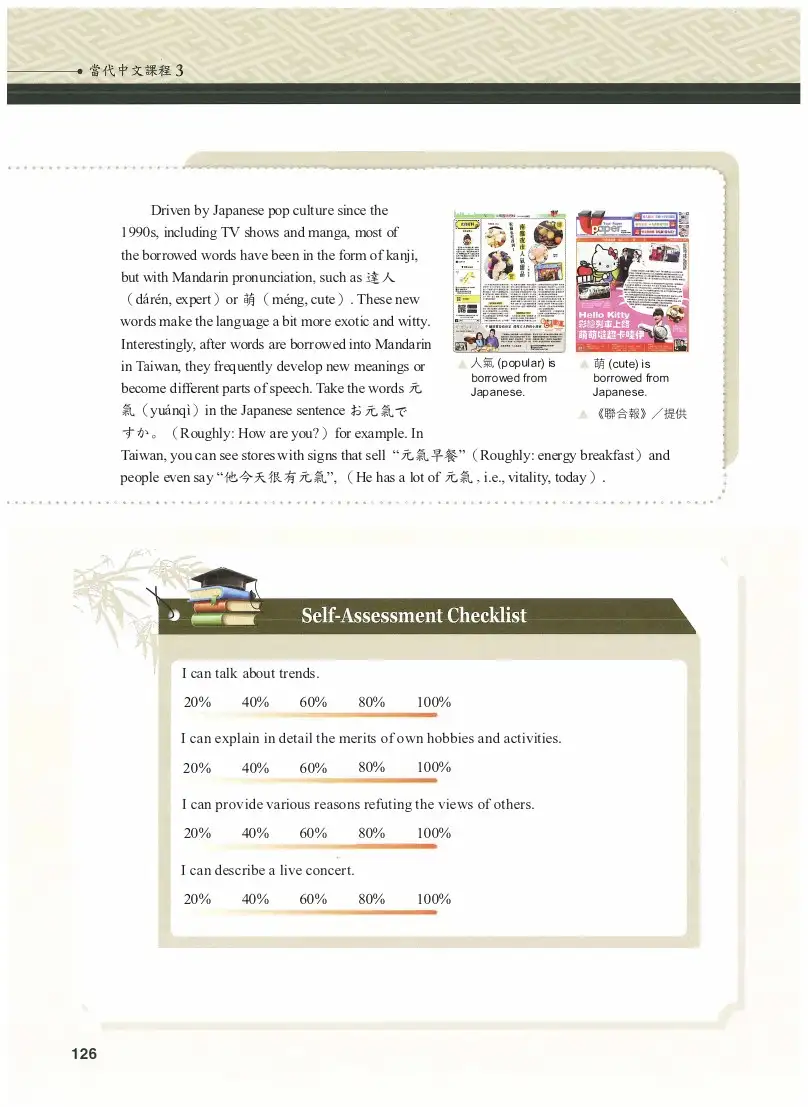 當代中文課程 3
Driven by Japanese pop culture since the
1990s, including TV shows and manga, most of
the borrowed words have been in the form of kanji,
but with Mandarin pronunciation, such as 達人
（dárén, expert）or 萌（méng, cute）. These new
words make the language a bit more exotic and witty.
Interestingly, after words are borrowed into Mandarin
in Taiwan, they frequently develop new meanings or
become different parts of speech. Take the words 元
氣（yuánqì）in the Japanese sentence お元氣で
すか。（Roughly: How are you?）for example. In
Taiwan, you can see stores with signs that sell “元氣早餐”（Roughly: energy breakfast）and
people even say “他今天很有元氣”, （He has a lot of 元氣 , i.e., vitality, today）.
paper
Hello Kitty
▲ 人氣 (popular) is
borrowed from
Japanese.
▲ 萌 (cute) is
borrowed from
Japanese.
▲ 《聯合報》／提供
Self-Assessment Checklist
I can talk about trends.
20% 40% 60% 80% 100%
I can explain in detail the merits of own hobbies and activities.
20% 40% 60% 80% 100%
I can provide various reasons refuting the views of others.
20% 40% 60% 80% 100%
I can describe a live concert.
20% 40% 60% 80% 100%
126